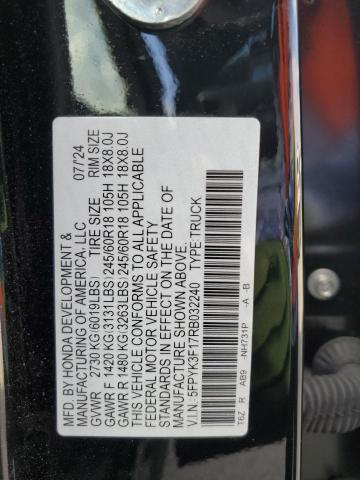 MFD. BY HONDA DEVELOPMENT &
MANUFACTURING OF AMERICA, LLC. 07/24
GVWR 2730 KG(6019LBS) TIRE SIZE RIM SIZE
GAWR F 1420 KG(3131LBS) 245/60R18 105H 18X8.0J
GAWR R 1480 KG(3263LBS) 245/60R18 105H 18X8.0J
THIS VEHICLE CONFORMS TO ALL APPLICABLE
FEDERAL MOTOR VEHICLE SAFETY
STANDARDS IN EFFECT ON THE DATE OF
MANUFACTURE SHOWN ABOVE.
V.I.N.: 5FPYK3F17RB032240 TYPE:TRUCK
T6Z R AB9 -NH731P -A -B